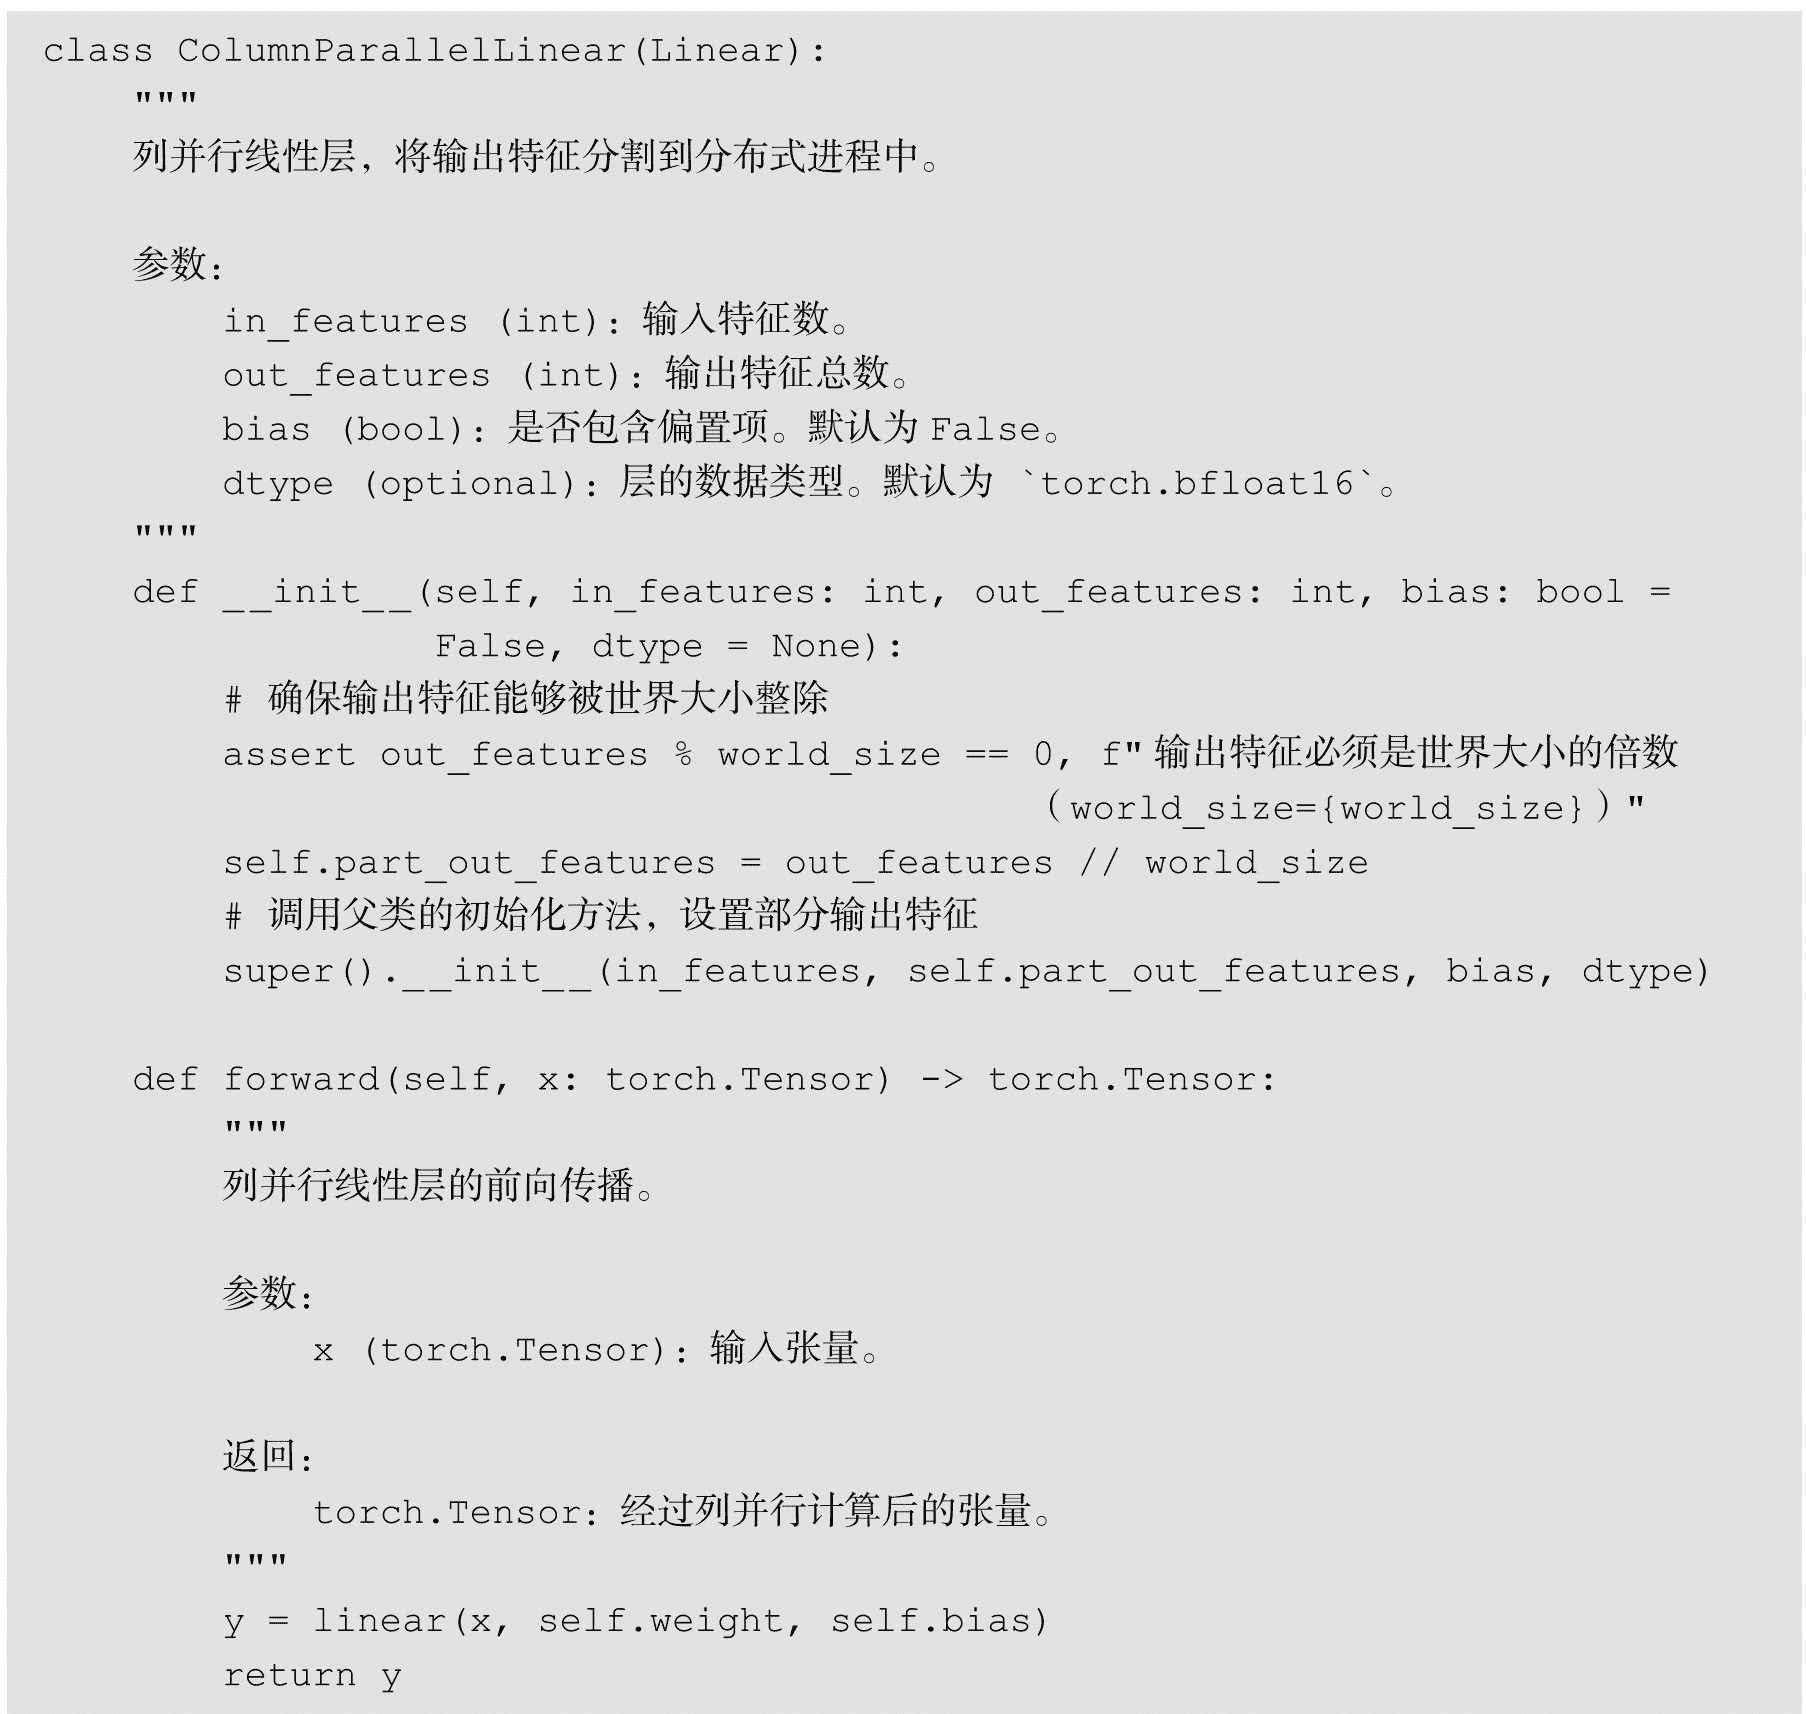 class ColumnParallelLinear(Linear):
"""
列并行线性层，将输出特征分割到分布式进程中。
参数：
in_features (int)：输入特征数。
out_features (int)：输出特征总数。
bias (bool)：是否包含偏置项。默认为 False。
dtype (optional)：层的数据类型。默认为 `torch.bfloat16`。
"""
def __init__(self, in_features: int, out_features: int, bias: bool =
False, dtype = None):
# 确保输出特征能够被世界大小整除
assert out_features % world_size == 0, f"输出特征必须是世界大小的倍数
（world_size={world_size}）"
self.part_out_features = out_features // world_size
# 调用父类的初始化方法，设置部分输出特征
super().__init__(in_features, self.part_out_features, bias, dtype)
def forward(self, x: torch.Tensor) -> torch.Tensor:
"""
列并行线性层的前向传播。
参数：
x (torch.Tensor)：输入张量。
返回：
torch.Tensor：经过列并行计算后的张量。
"""
y = linear(x, self.weight, self.bias)
return y